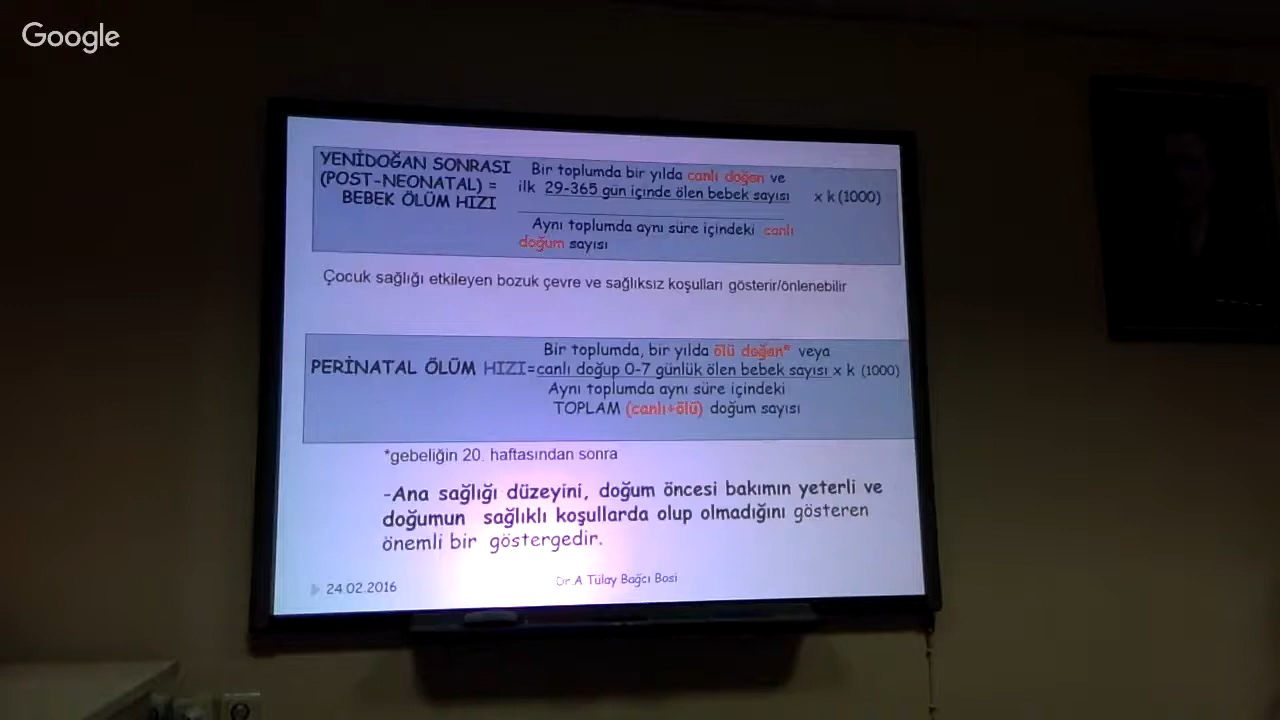 Google
YENİDOĞAN SONRASI
(POST-NEONATAL) =
BEBEK ÖLÜM HIZI
Bir toplumda bir yılda canlı doğan ve
ilk 29-365 gün içinde ölen bebek sayısı x k (1000)
Aynı toplumda aynı süre içindeki canlı
doğum sayısı
Çocuk sağlığı etkileyen bozuk çevre ve sağlıksız koşulları gösterir/önlenebilir
Bir toplumda, bir yılda ölü doğan* veya
PERİNATAL ÖLÜM HIZI=canlı doğup 0-7 günlük ölen bebek sayısı x k (1000)
Aynı toplumda aynı süre içindeki
TOPLAM (canlı+ölü) doğum sayısı
*gebeliğin 20. haftasından sonra
-Ana sağlığı düzeyini, doğum öncesi bakımın yeterli ve
doğumun sağlıklı koşullarda olup olmadığını gösteren
önemli bir göstergedir.
24.02.2016
Dr A Tülay Bağcı Bosi